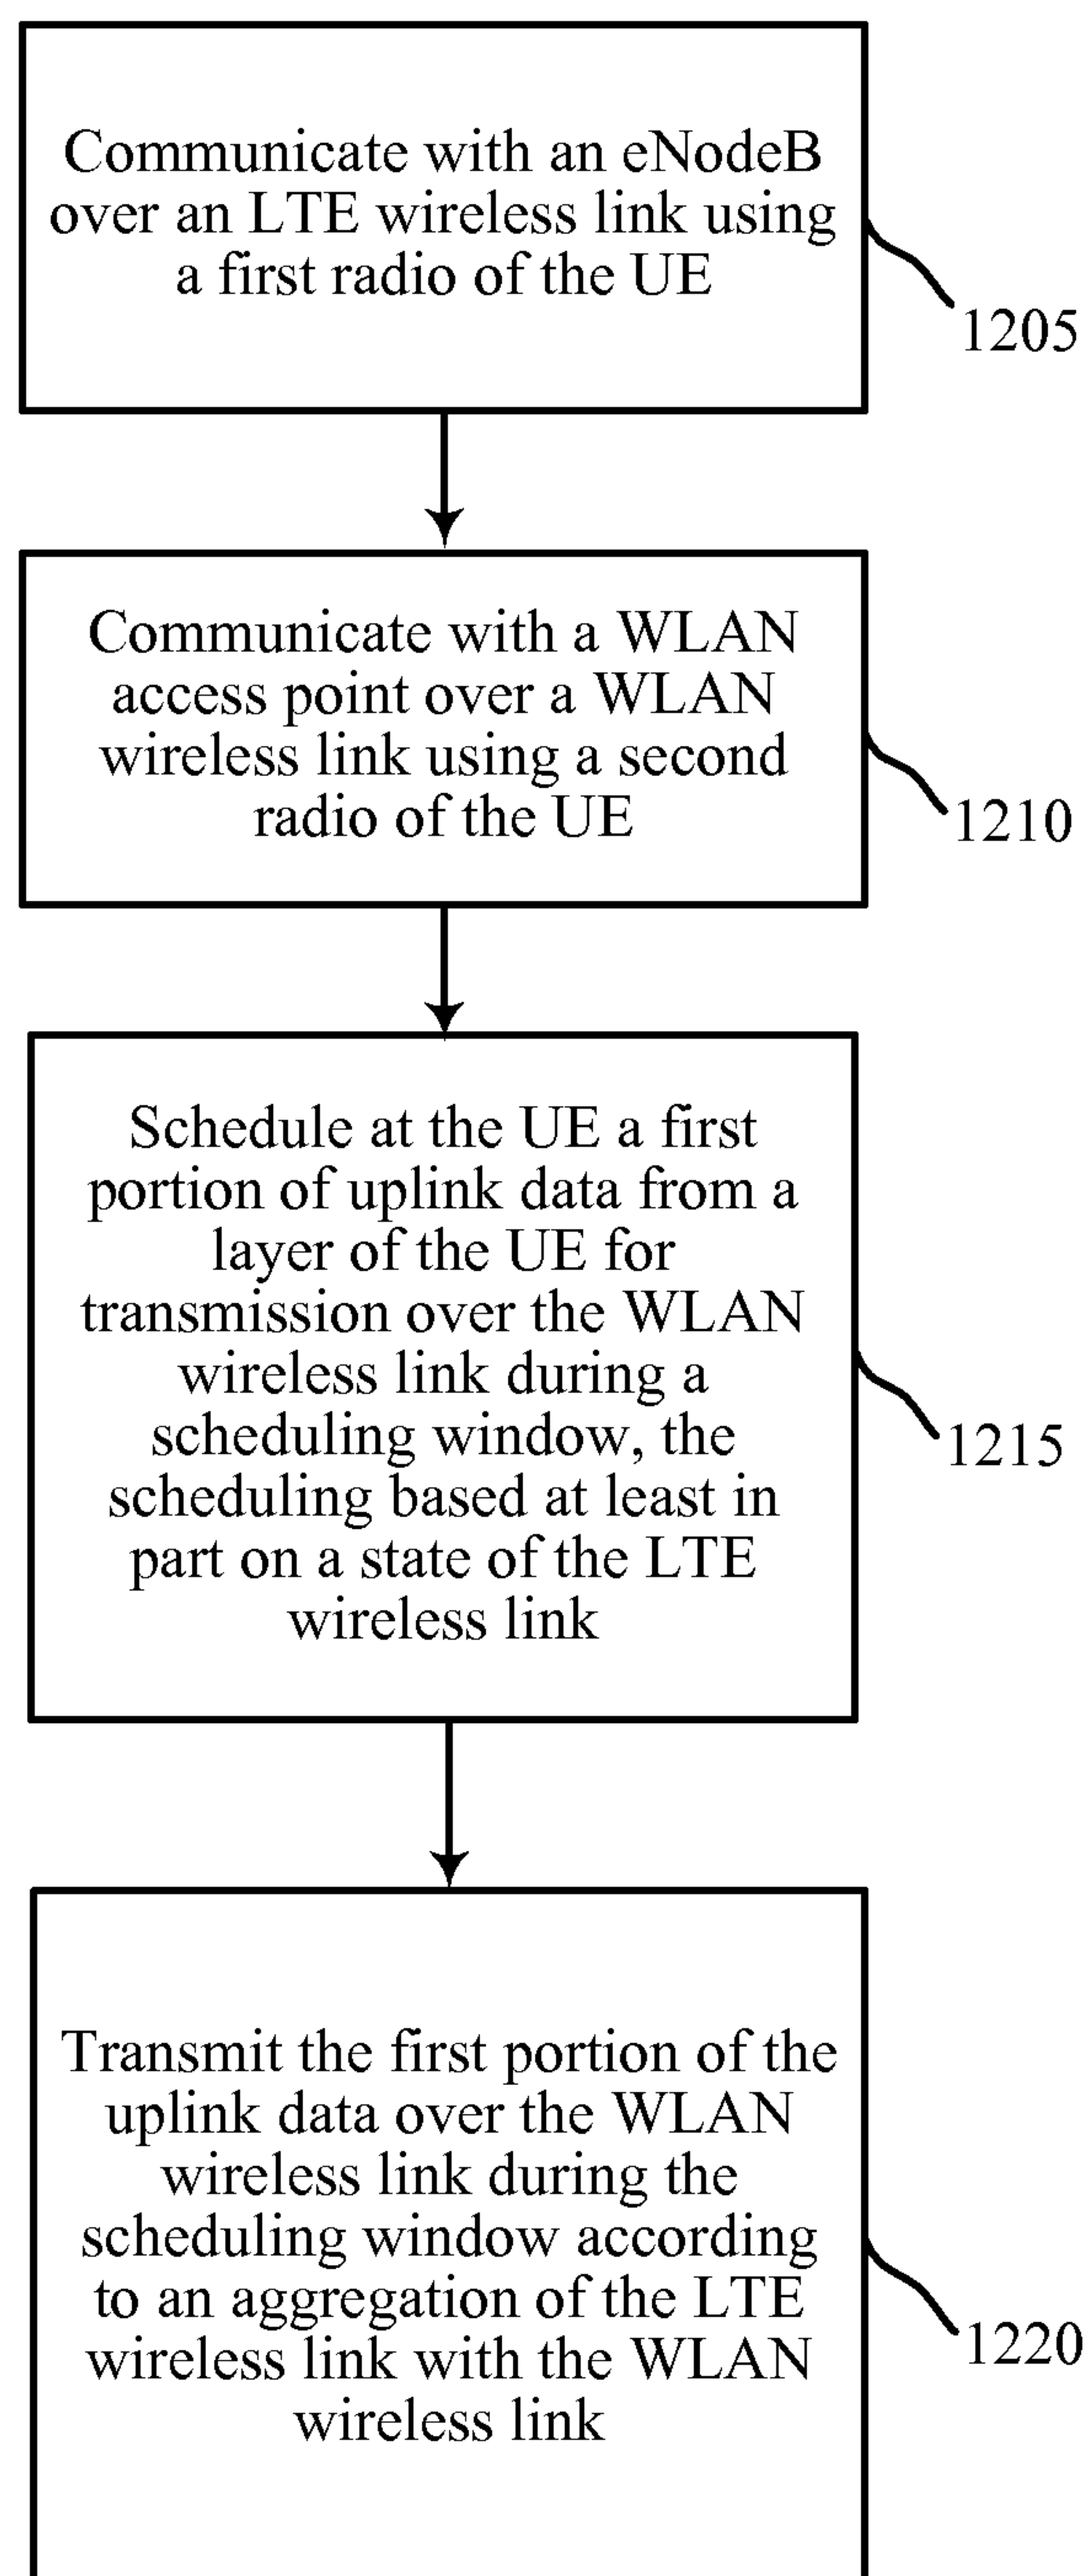 Communicate with an eNodeB
over an LTE wireless link using
a first radio of the UE
1205
Communicate with a WLAN
access point over a WLAN
wireless link using a second
radio of the UE
1210
Schedule at the UE a first
portion of uplink data from a
layer of the UE for
transmission over the WLAN
wireless link during a
scheduling window, the
scheduling based at least in
part on a state of the LTE
wireless link
1215
Transmit the first portion of the
uplink data over the WLAN
wireless link during the
scheduling window according
to an aggregation of the LTE
wireless link with the WLAN
wireless link
1220